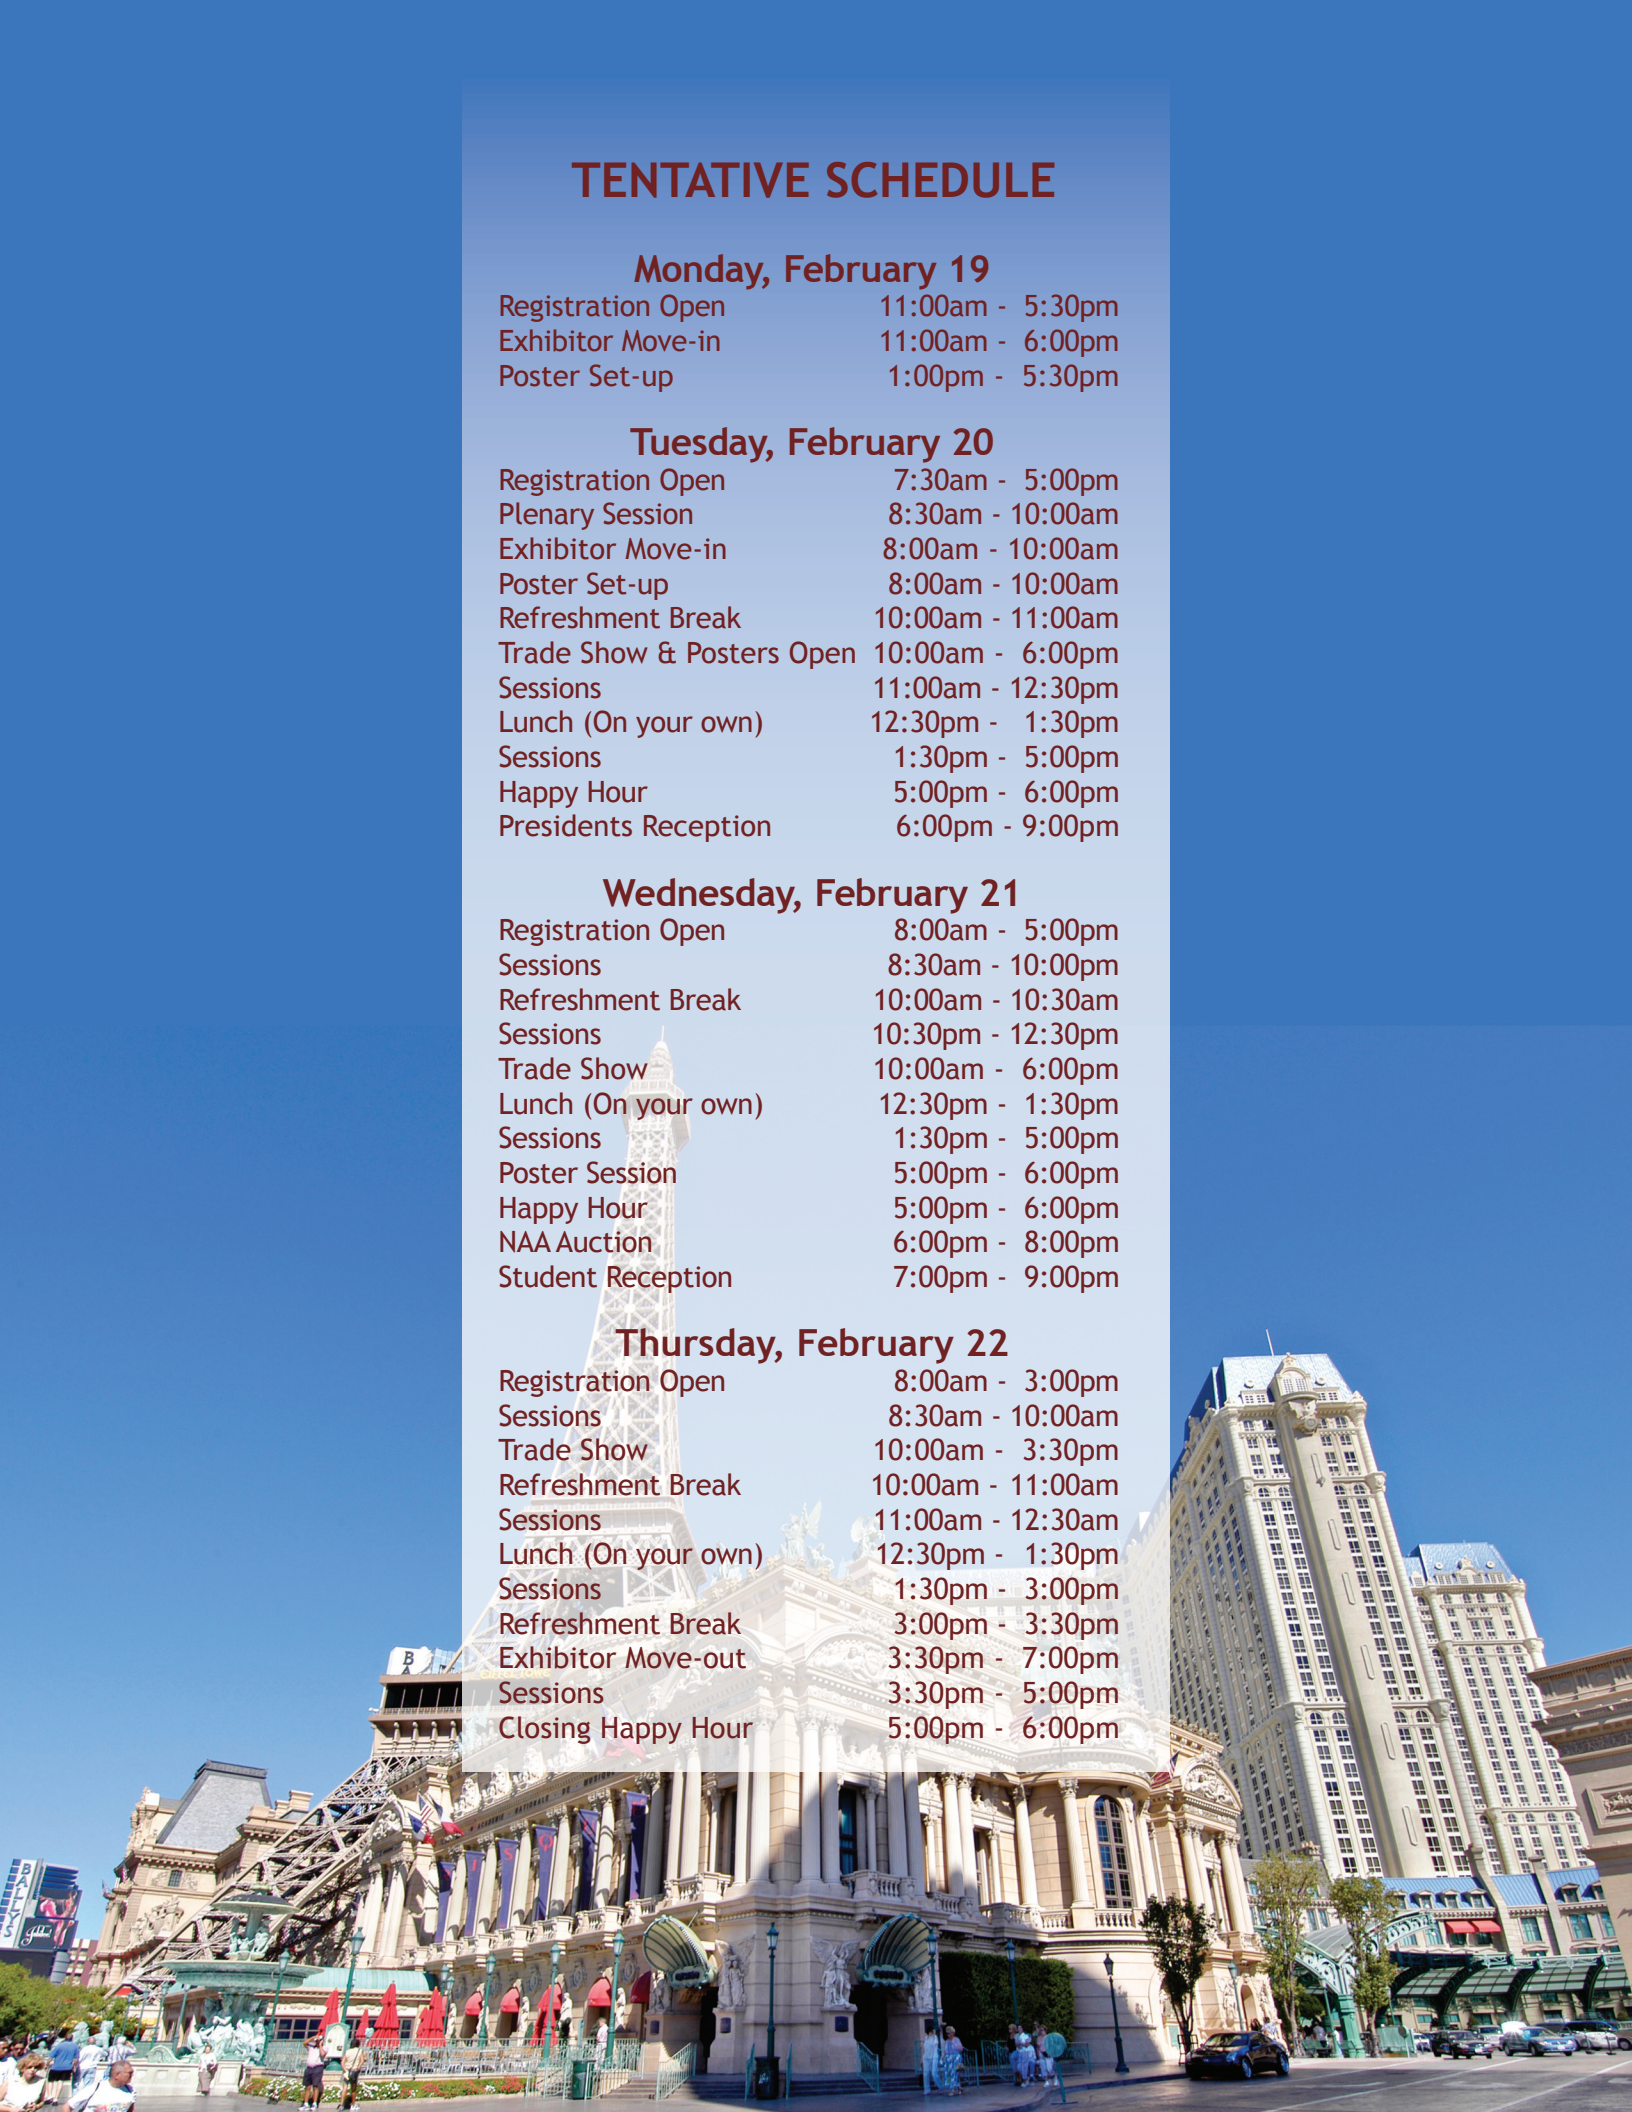 TENTATIVE SCHEDULE
Monday, February 19
Registration Open 11:00am - 5:30pm
Exhibitor Move-in 11:00am - 6:00pm
Poster Set-up 1:00pm - 5:30pm
Tuesday, February 20
Registration Open 7:30am - 5:00pm
Plenary Session 8:30am - 10:00am
Exhibitor Move-in 8:00am - 10:00am
Poster Set-up 8:00am - 10:00am
Refreshment Break 10:00am - 11:00am
Trade Show & Posters Open 10:00am - 6:00pm
Sessions 11:00am - 12:30pm
Lunch (On your own) 12:30pm - 1:30pm
Sessions 1:30pm - 5:00pm
Happy Hour 5:00pm - 6:00pm
Presidents Reception 6:00pm - 9:00pm
Wednesday, February 21
Registration Open 8:00am - 5:00pm
Sessions 8:30am - 10:00pm
Refreshment Break 10:00am - 10:30am
Sessions 10:30pm - 12:30pm
Trade Show 10:00am - 6:00pm
Lunch (On your own) 12:30pm - 1:30pm
Sessions 1:30pm - 5:00pm
Poster Session 5:00pm - 6:00pm
Happy Hour 5:00pm - 6:00pm
NAA Auction 6:00pm - 8:00pm
Student Reception 7:00pm - 9:00pm
Thursday, February 22
Registration Open 8:00am - 3:00pm
Sessions 8:30am - 10:00am
Trade Show 10:00am - 3:30pm
Refreshment Break 10:00am - 11:00am
Sessions 11:00am - 12:30am
Lunch (On your own) 12:30pm - 1:30pm
Sessions 1:30pm - 3:00pm
Refreshment Break 3:00pm - 3:30pm
Exhibitor Move-out 3:30pm - 7:00pm
Sessions 3:30pm - 5:00pm
Closing Happy Hour 5:00pm - 6:00pm
BALLYS